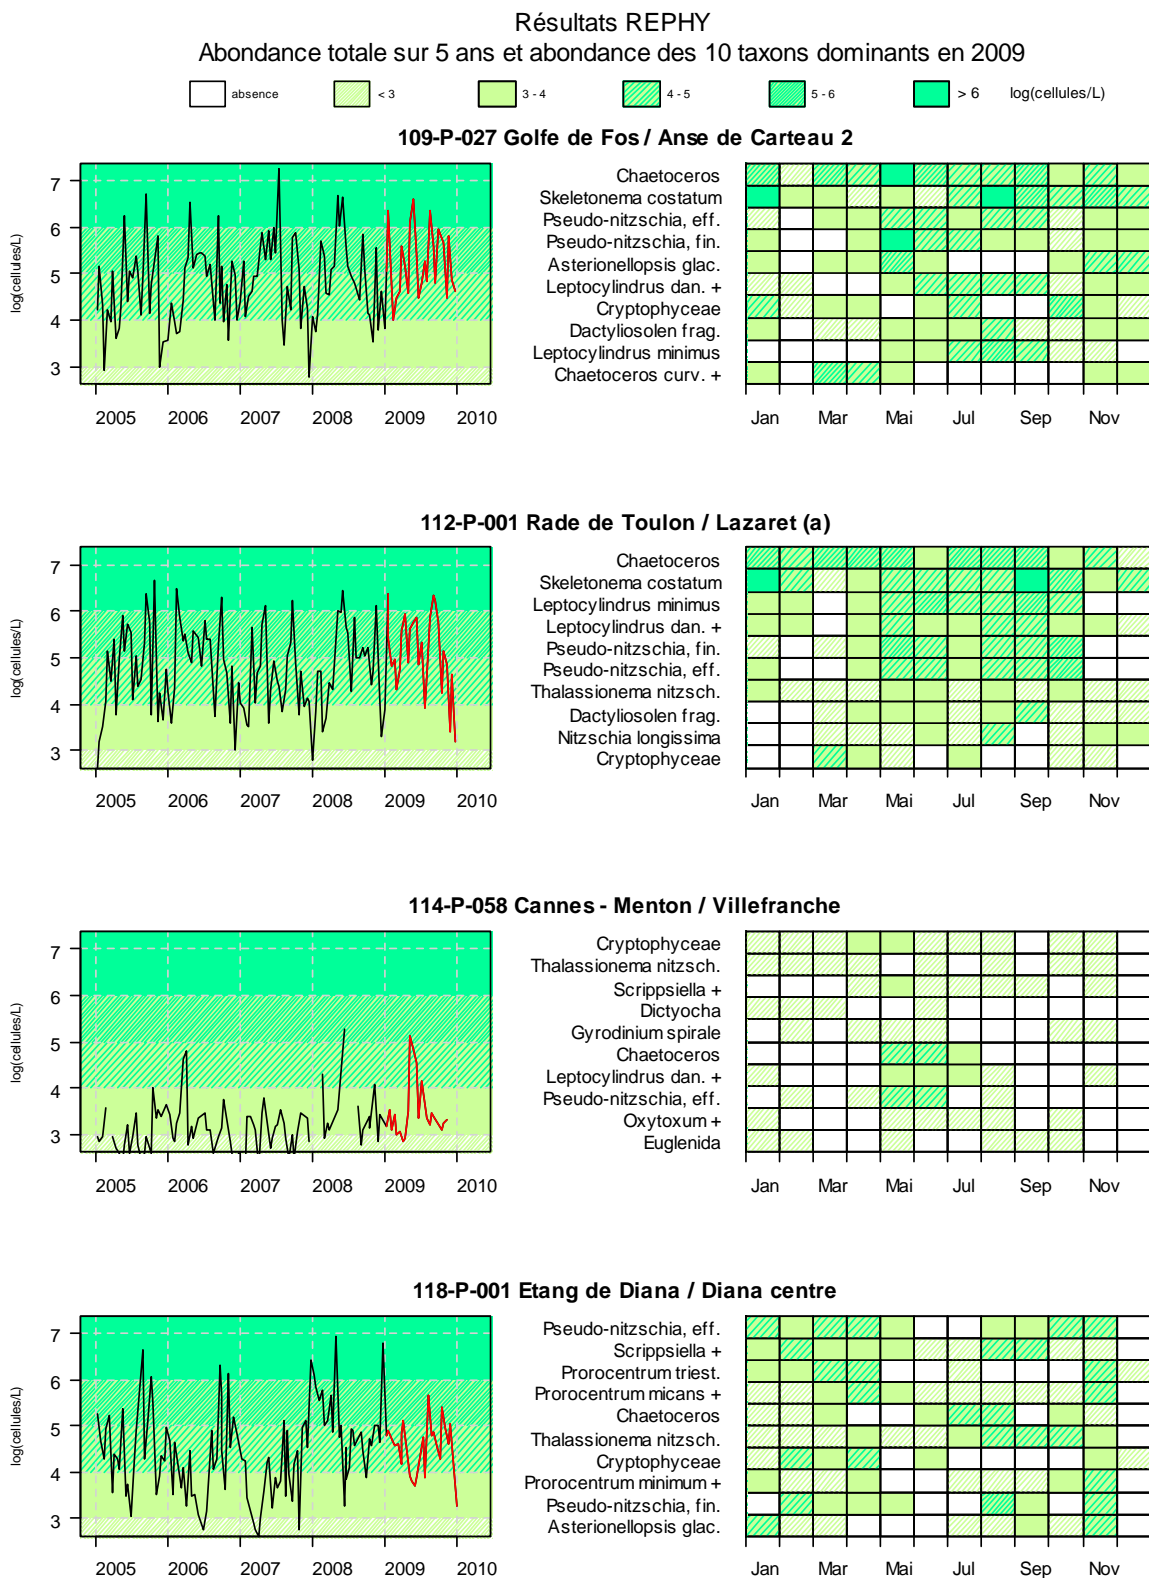 Résultats REPHY
Abondance totale sur 5 ans et abondance des 10 taxons dominants en 2009
absence < 3 3 - 4 4 - 5 5 - 6 > 6 log(cellules/L)
109-P-027 Golfe de Fos / Anse de Carteau 2
log(cellules/L)
7
6
5
4
3
2005 2006 2007 2008 2009 2010
Chaetoceros
Skeletonema costatum
Pseudo-nitzschia, eff.
Pseudo-nitzschia, fin.
Asterionellopsis glac.
Leptocylindrus dan. +
Cryptophyceae
Dactyliosolen frag.
Leptocylindrus minimus
Chaetoceros curv. +
Jan Mar Mai Jul Sep Nov
112-P-001 Rade de Toulon / Lazaret (a)
log(cellules/L)
7
6
5
4
3
2005 2006 2007 2008 2009 2010
Chaetoceros
Skeletonema costatum
Leptocylindrus minimus
Leptocylindrus dan. +
Pseudo-nitzschia, fin.
Pseudo-nitzschia, eff.
Thalassionema nitzsch.
Dactyliosolen frag.
Nitzschia longissima
Cryptophyceae
Jan Mar Mai Jul Sep Nov
114-P-058 Cannes - Menton / Villefranche
log(cellules/L)
7
6
5
4
3
2005 2006 2007 2008 2009 2010
Cryptophyceae
Thalassionema nitzsch.
Scrippsiella +
Dictyocha
Gyrodinium spirale
Chaetoceros
Leptocylindrus dan. +
Pseudo-nitzschia, eff.
Oxytoxum +
Euglenida
Jan Mar Mai Jul Sep Nov
118-P-001 Etang de Diana / Diana centre
log(cellules/L)
7
6
5
4
3
2005 2006 2007 2008 2009 2010
Pseudo-nitzschia, eff.
Scrippsiella +
Prorocentrum triest.
Prorocentrum micans +
Chaetoceros
Thalassionema nitzsch.
Cryptophyceae
Prorocentrum minimum +
Pseudo-nitzschia, fin.
Asterionellopsis glac.
Jan Mar Mai Jul Sep Nov